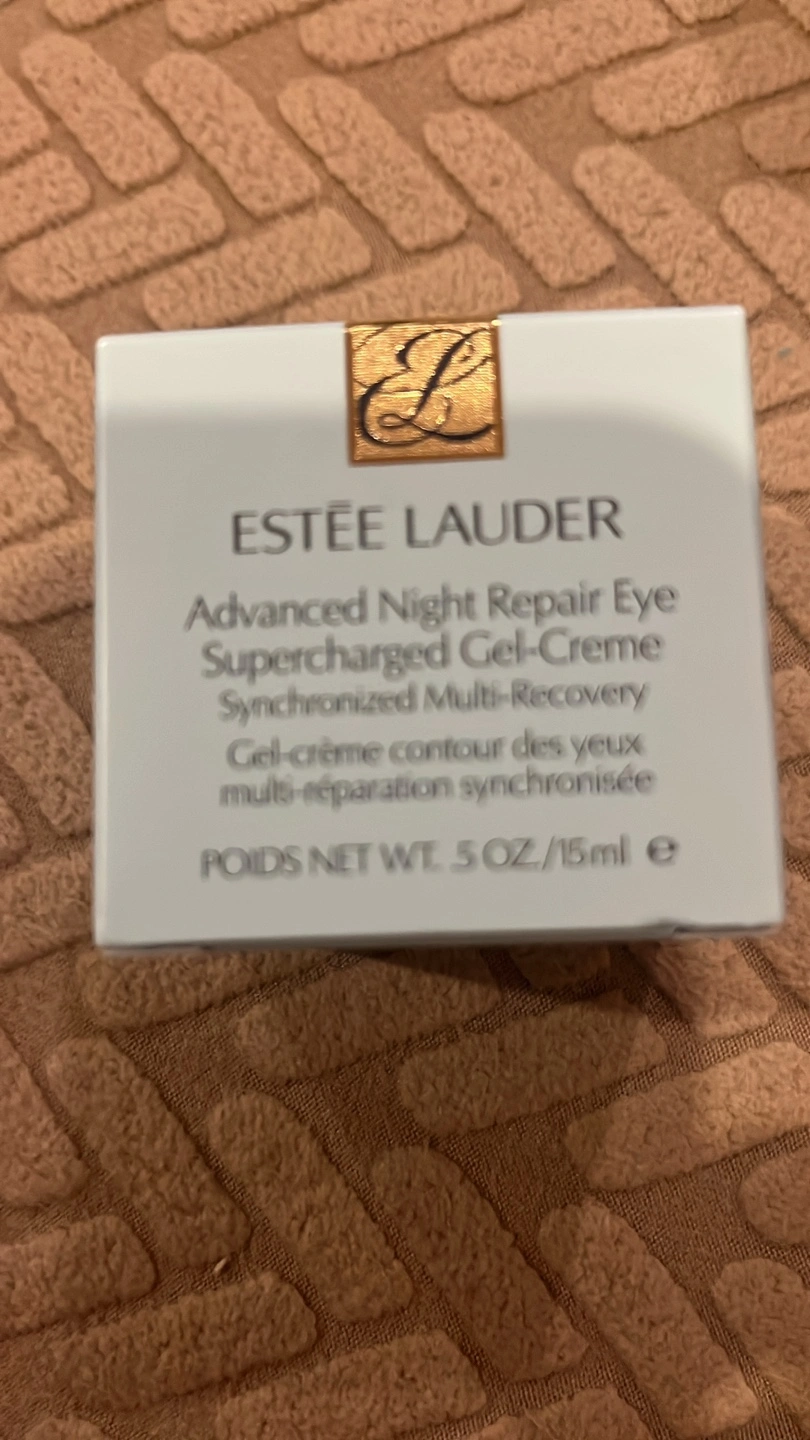 EL
ESTĒE LAUDER
Advanced Night Repair Eye
Supercharged Gel-Creme
Synchronized Multi-Recovery
Gel-crème contour des yeux
multi-réparation synchronisée
POIDS NET WT. .5 OZ./15ml ℮